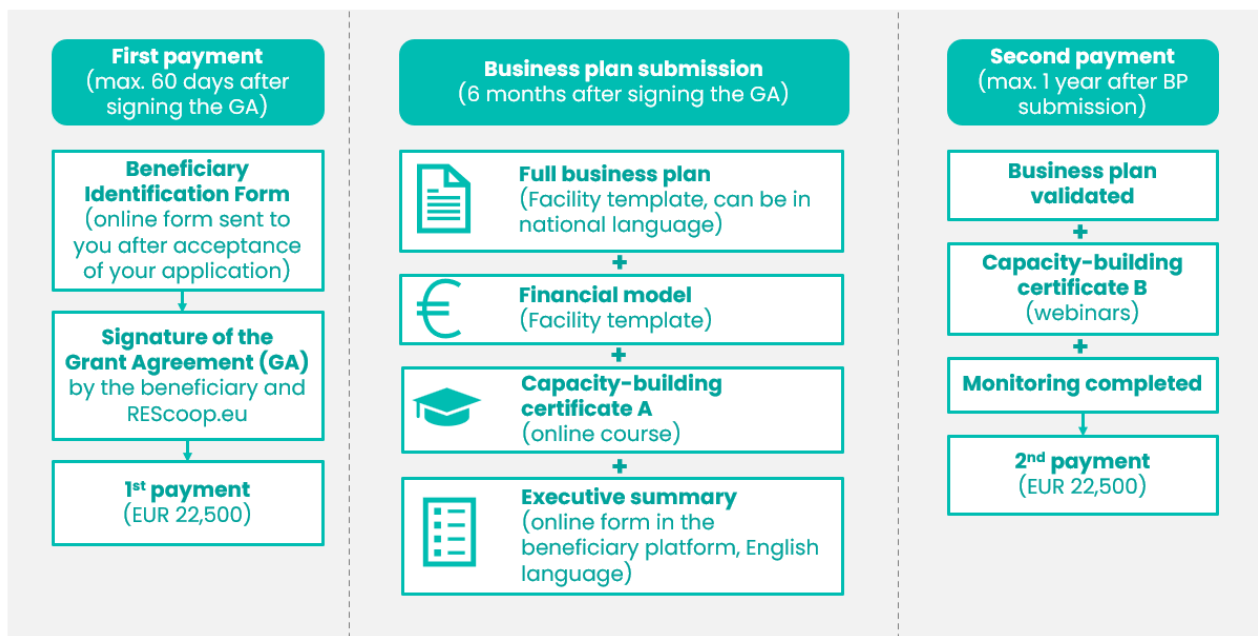 First payment
(max. 60 days after
signing the GA)
Beneficiary
Identification Form
(online form sent to
you after acceptance
of your application)
Signature of the
Grant Agreement (GA)
by the beneficiary and
REScoop.eu
1st payment
(EUR 22,500)
Business plan submission
(6 months after signing the GA)
Full business plan
(Facility template, can be in
national language)
+
Financial model
(Facility template)
+
Capacity-building
certificate A
(online course)
+
Executive summary
(online form in the
beneficiary platform, English
language)
Second payment
(max. 1 year after BP
submission)
Business plan
validated
+
Capacity-building
certificate B
(webinars)
+
Monitoring completed
2nd payment
(EUR 22,500)